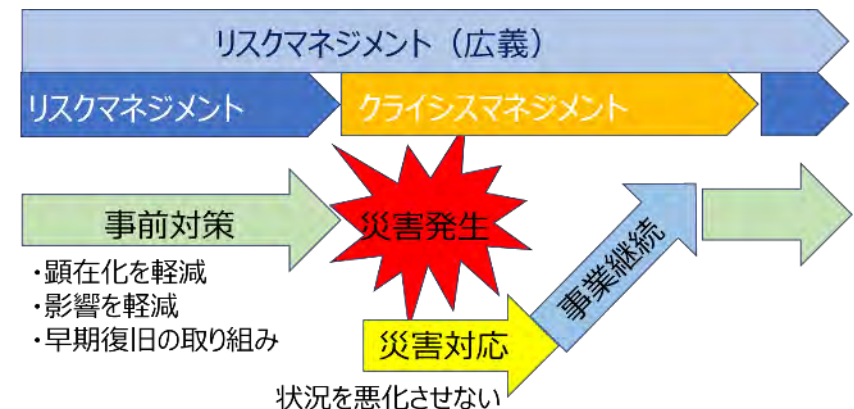 リスクマネジメント（広義）
リスクマネジメント
クライシスマネジメント
事前対策
災害発生
・顕在化を軽減
・影響を軽減
・早期復旧の取り組み
事業継続
災害対応
状況を悪化させない